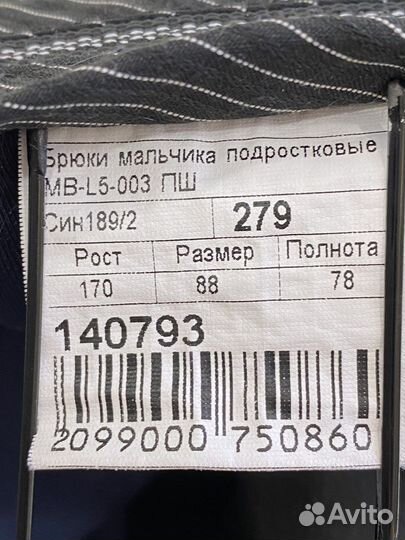 Брюки мальчика подростковые
МВ-L5-003 ПШ
Син189/2 279
Рост Размер Полнота
170 88 78
140793
2099000 750860
Avito